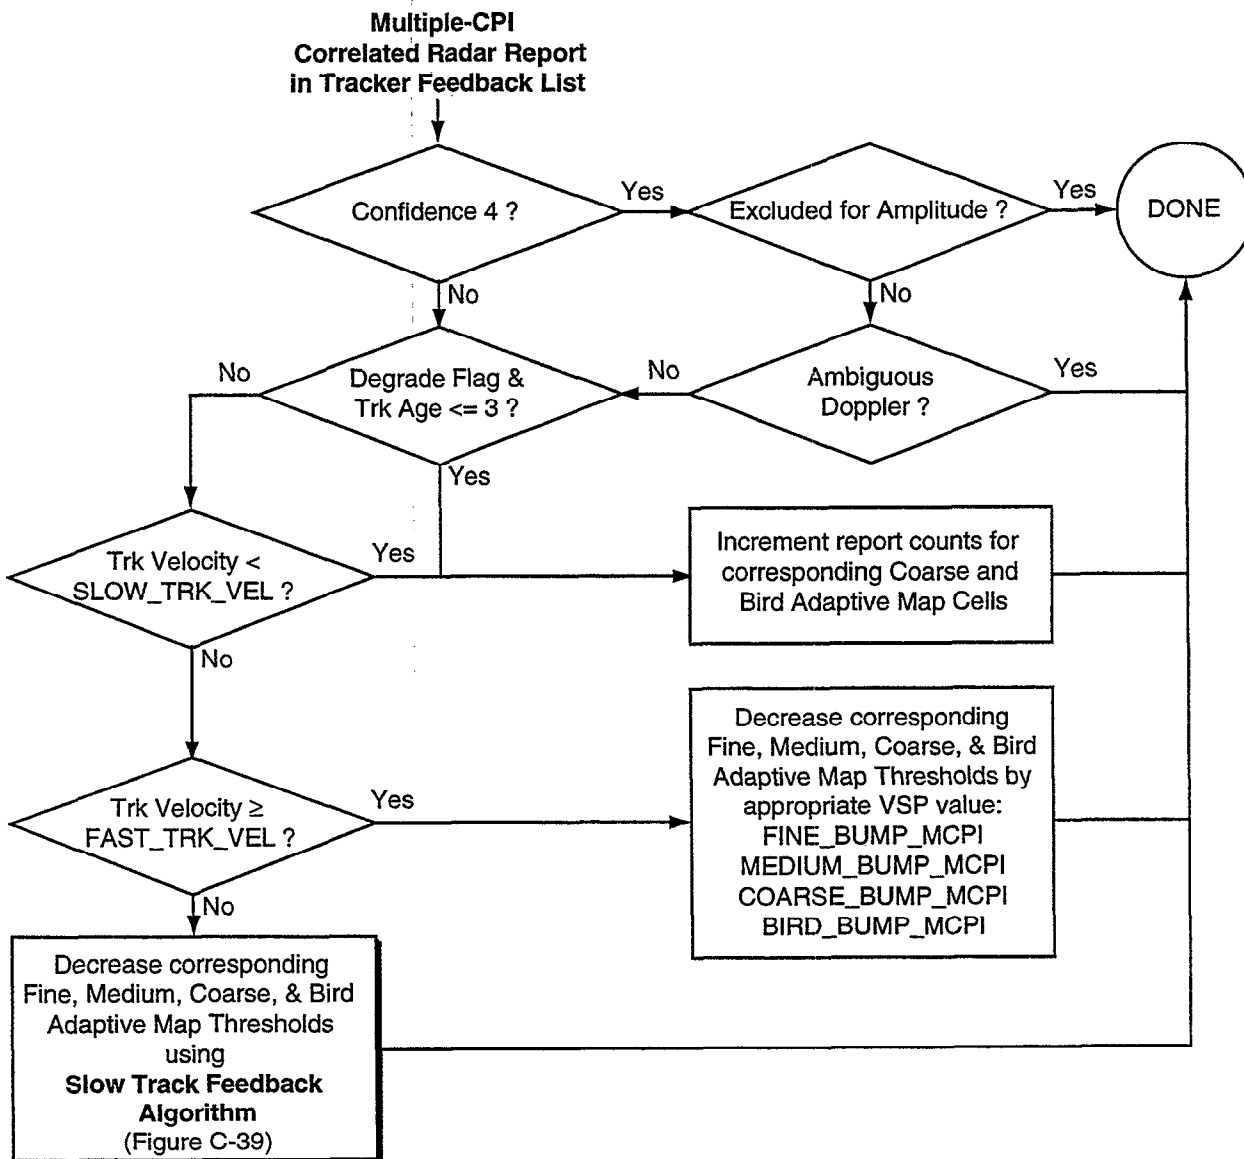 Multiple-CPI
Correlated Radar Report
in Tracker Feedback List
Confidence 4 ?
Yes
Excluded for Amplitude ?
Yes
DONE
No
No
No
Degrade Flag &
Trk Age <= 3 ?
No
Ambiguous
Doppler ?
Yes
Yes
Trk Velocity <
SLOW_TRK_VEL ?
Yes
Increment report counts for
corresponding Coarse and
Bird Adaptive Map Cells
No
Trk Velocity ≥
FAST_TRK_VEL ?
Yes
Decrease corresponding
Fine, Medium, Coarse, & Bird
Adaptive Map Thresholds by
appropriate VSP value:
FINE_BUMP_MCPI
MEDIUM_BUMP_MCPI
COARSE_BUMP_MCPI
BIRD_BUMP_MCPI
No
Decrease corresponding
Fine, Medium, Coarse, & Bird
Adaptive Map Thresholds
using
Slow Track Feedback
Algorithm
(Figure C-39)